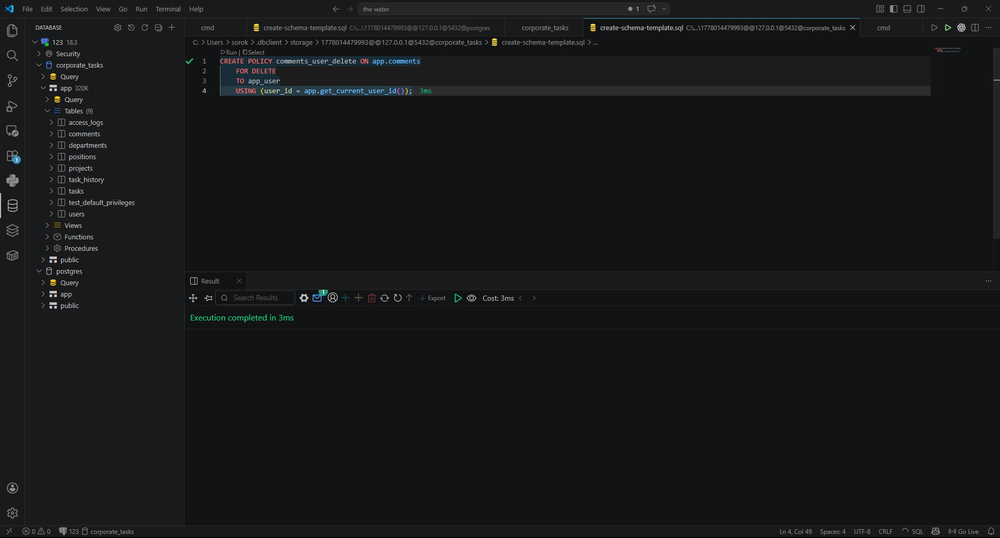 File Edit Selection View Go Run Terminal Help
the water
1
DATABASE
cmd
create-schema-template.sql C:\...\1778014479993@@127.0.0.1@5432@postgres
corporate_tasks
create-schema-template.sql C:\...\1778014479993@@127.0.0.1@5432@corporate_tasks
cmd
C: > Users > sorok > .dbclient > storage > 1778014479993@@127.0.0.1@5432@corporate_tasks > create-schema-template.sql > ...
123 18.3
Security
corporate_tasks
Query
app 320K
Query
Tables (9)
access_logs
comments
departments
positions
projects
task_history
tasks
test_default_privileges
users
Views
Functions
Procedures
public
postgres
Query
app
public
1
Run | Select
1 CREATE POLICY comments_user_delete ON app.comments
2 FOR DELETE
3 TO app_user
4 USING (user_id = app.get_current_user_id()); 3ms
Result
Search Results
1
Export
Cost: 3ms
Execution completed in 3ms
0 0 123 corporate_tasks
Ln 4, Col 49 Spaces: 4 UTF-8 CRLF SQL Go Live